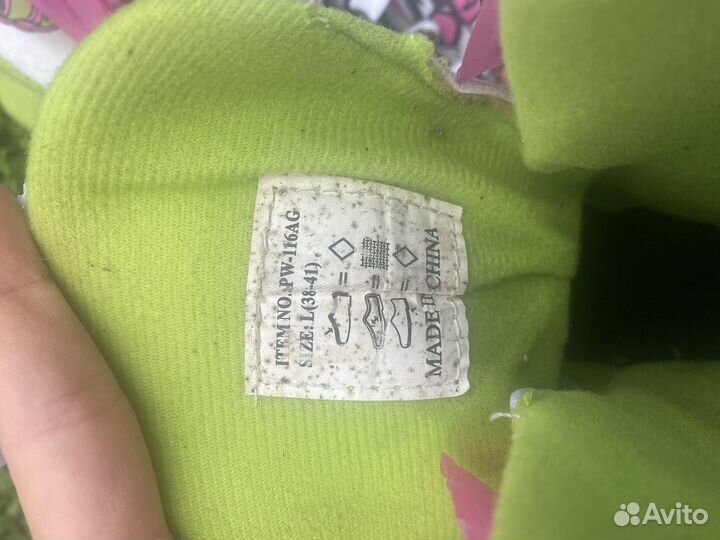 ITEM NO. PW-116AG
SIZE: L(38-41)
= 
= 
= 
MADE IN CHINA
Avito